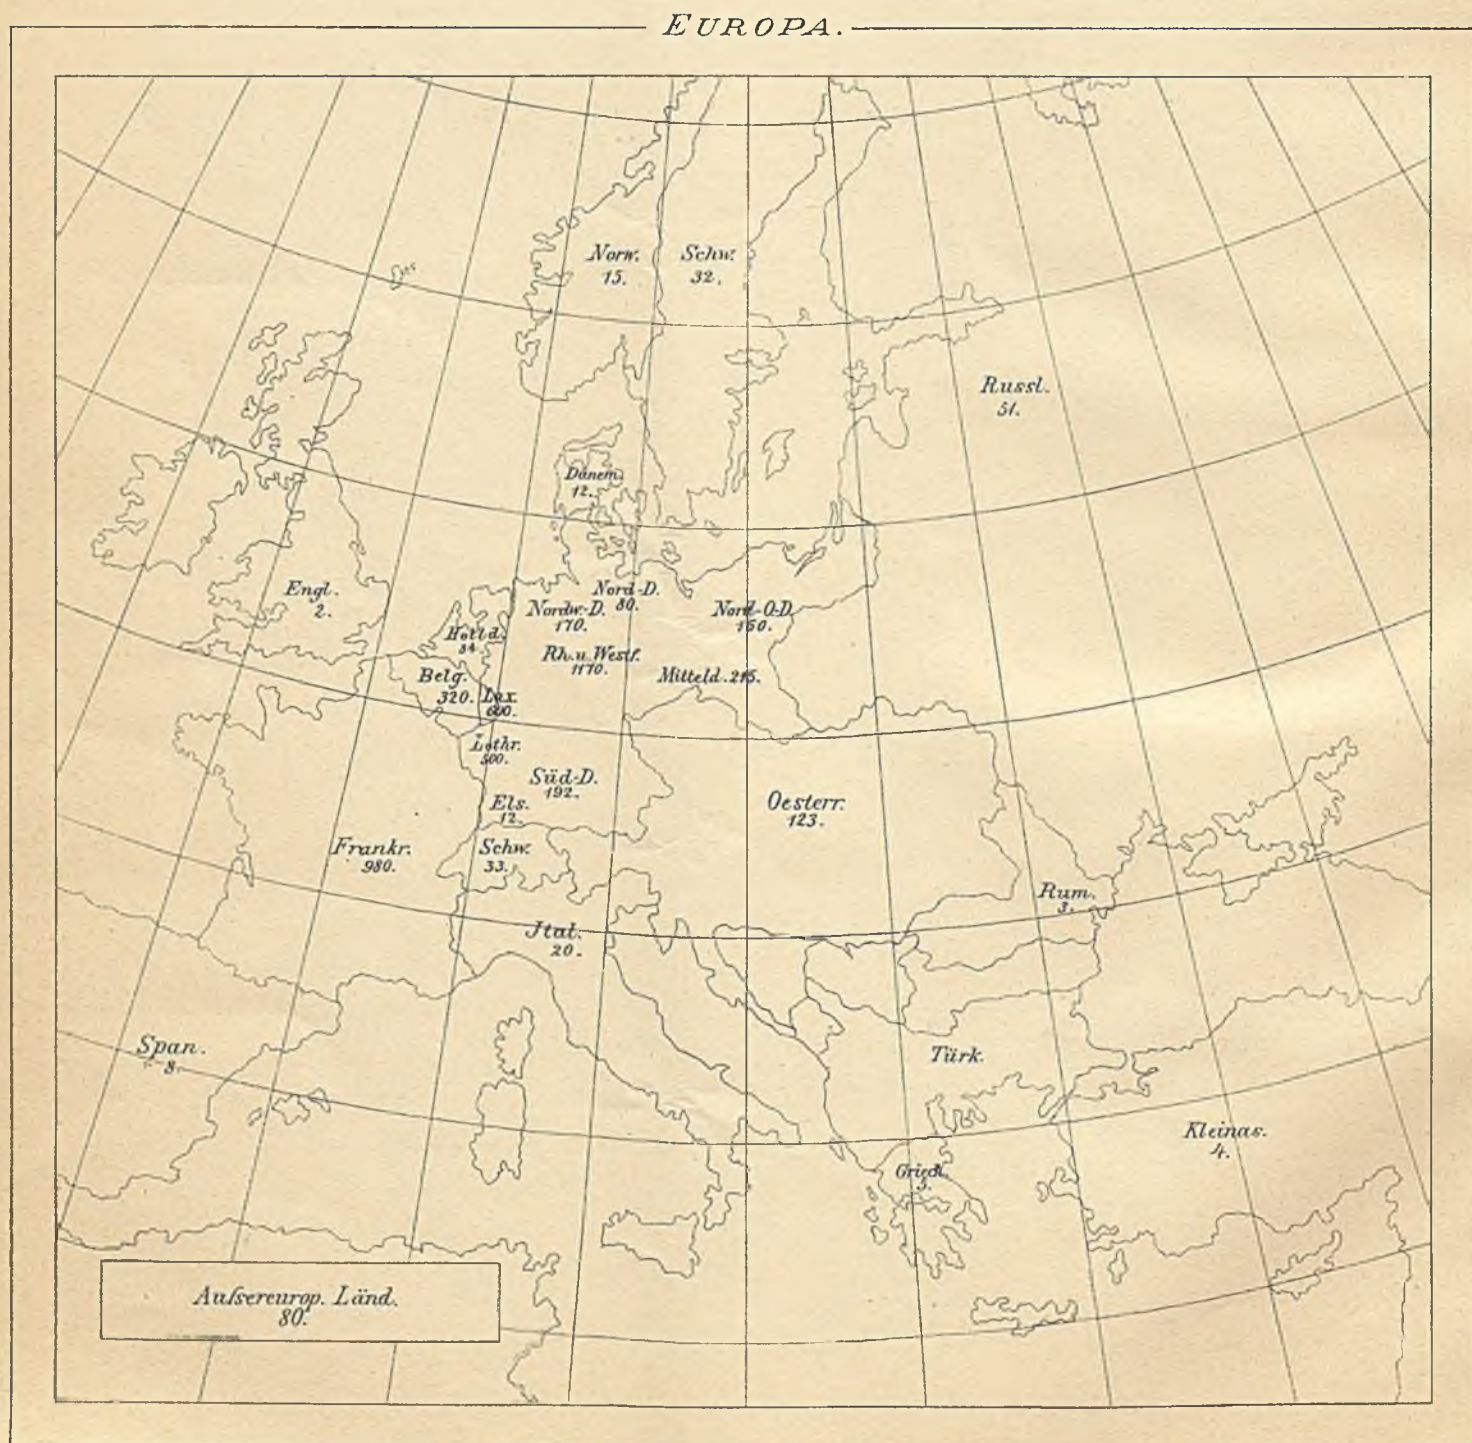 EUROPA.
Norw.
15.
Schw.
32.
Russl.
51.
Dänem.
12.
Engl.
2.
Nord-D.
80.
Nordw.-D.
170.
Nord-O-D.
160.
Holld.
34
Rh. u. Westf.
1170.
Belg.
320.
Lux.
600.
Mitteld. 215.
Lothr.
500.
Süd-D.
192.
Els.
12.
Oesterr.
123.
Frankr.
980.
Schw.
33.
Rum.
3.
Jtal.
20.
Span.
8.
Türk.
Kleinas.
4.
Griech.
3.
Aufsereurop. Länd.
80.